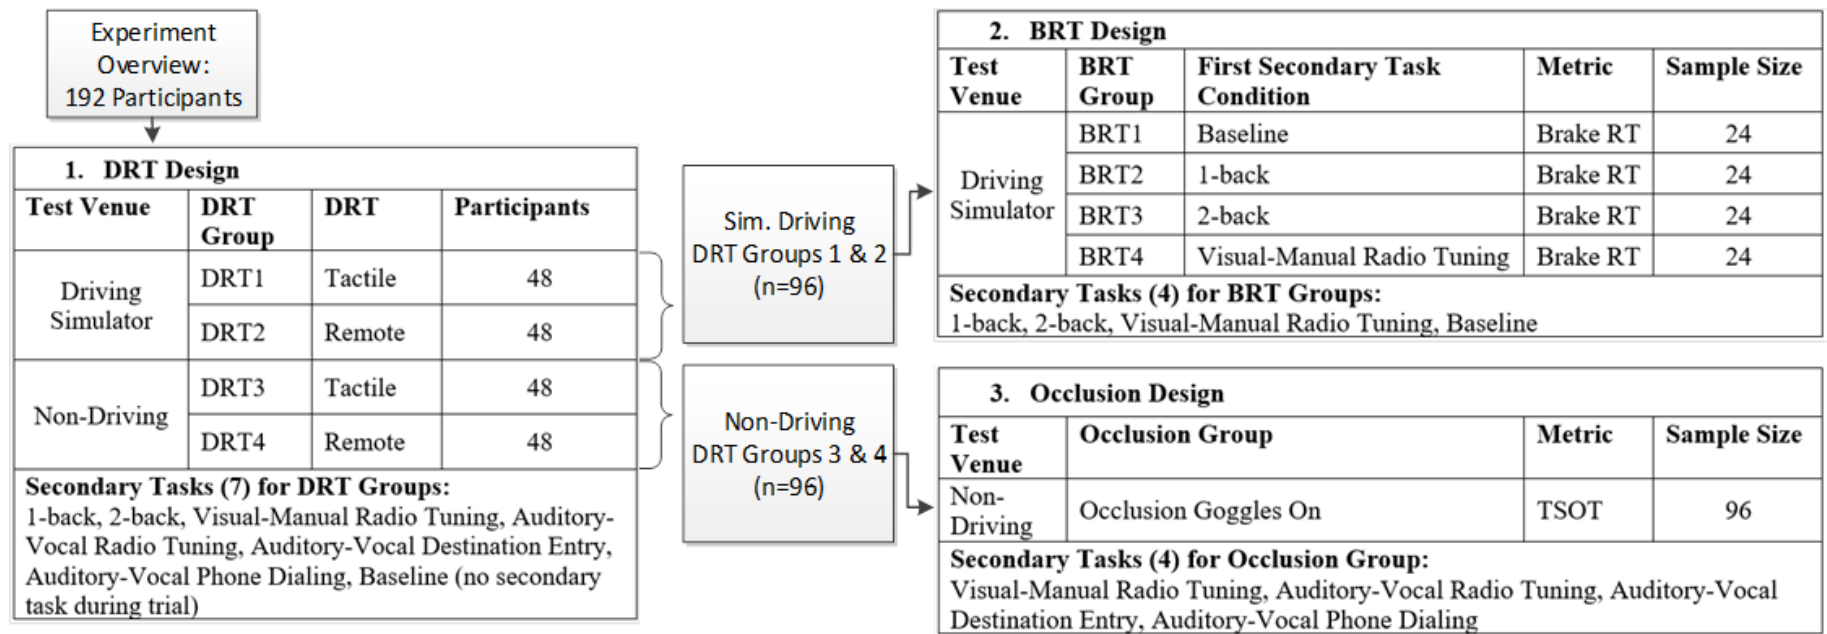 Experiment
Overview:
192 Participants
1. DRT Design
Test Venue DRT Group DRT Participants
Driving Simulator DRT1 Tactile 48
DRT2 Remote 48
Non-Driving DRT3 Tactile 48
DRT4 Remote 48
Secondary Tasks (7) for DRT Groups:
1-back, 2-back, Visual-Manual Radio Tuning, Auditory-
Vocal Radio Tuning, Auditory-Vocal Destination Entry,
Auditory-Vocal Phone Dialing, Baseline (no secondary
task during trial)
Sim. Driving
DRT Groups 1 & 2
(n=96)
Non-Driving
DRT Groups 3 & 4
(n=96)
2. BRT Design
Test Venue BRT Group First Secondary Task Condition Metric Sample Size
Driving Simulator BRT1 Baseline Brake RT 24
BRT2 1-back Brake RT 24
BRT3 2-back Brake RT 24
BRT4 Visual-Manual Radio Tuning Brake RT 24
Secondary Tasks (4) for BRT Groups:
1-back, 2-back, Visual-Manual Radio Tuning, Baseline
3. Occlusion Design
Test Venue Occlusion Group Metric Sample Size
Non-Driving Occlusion Goggles On TSOT 96
Secondary Tasks (4) for Occlusion Group:
Visual-Manual Radio Tuning, Auditory-Vocal Radio Tuning, Auditory-Vocal
Destination Entry, Auditory-Vocal Phone Dialing